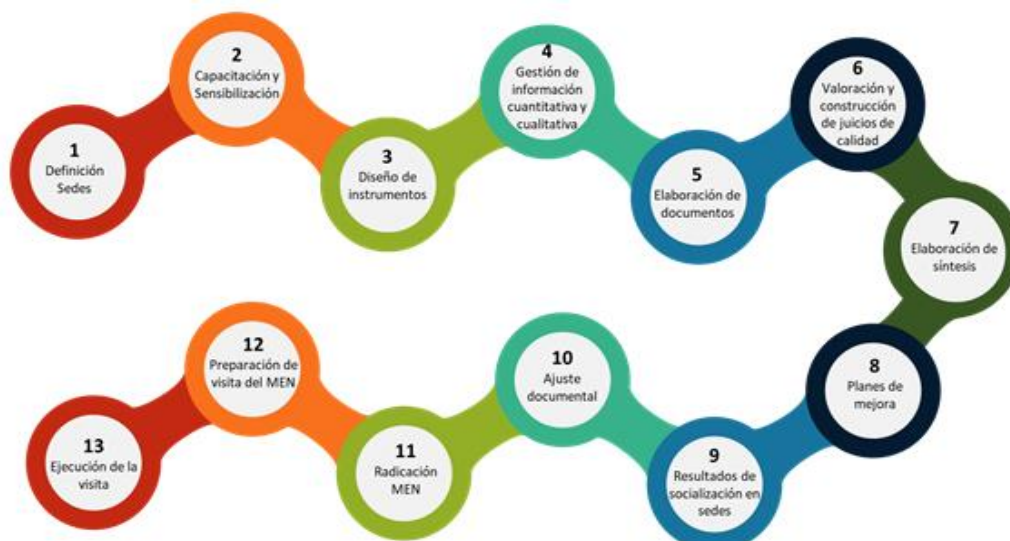 1
Definición
Sedes
2
Capacitación y
Sensibilización
3
Diseño de
instrumentos
4
Gestión de
información
cuantitativa y
cualitativa
5
Elaboración de
documentos
6
Valoración y
construcción
de juicios de
calidad
7
Elaboración de
síntesis
8
Planes de
mejora
9
Resultados de
socialización en
sedes
10
Ajuste
documental
11
Radicación
MEN
12
Preparación de
visita del MEN
13
Ejecución de la
visita